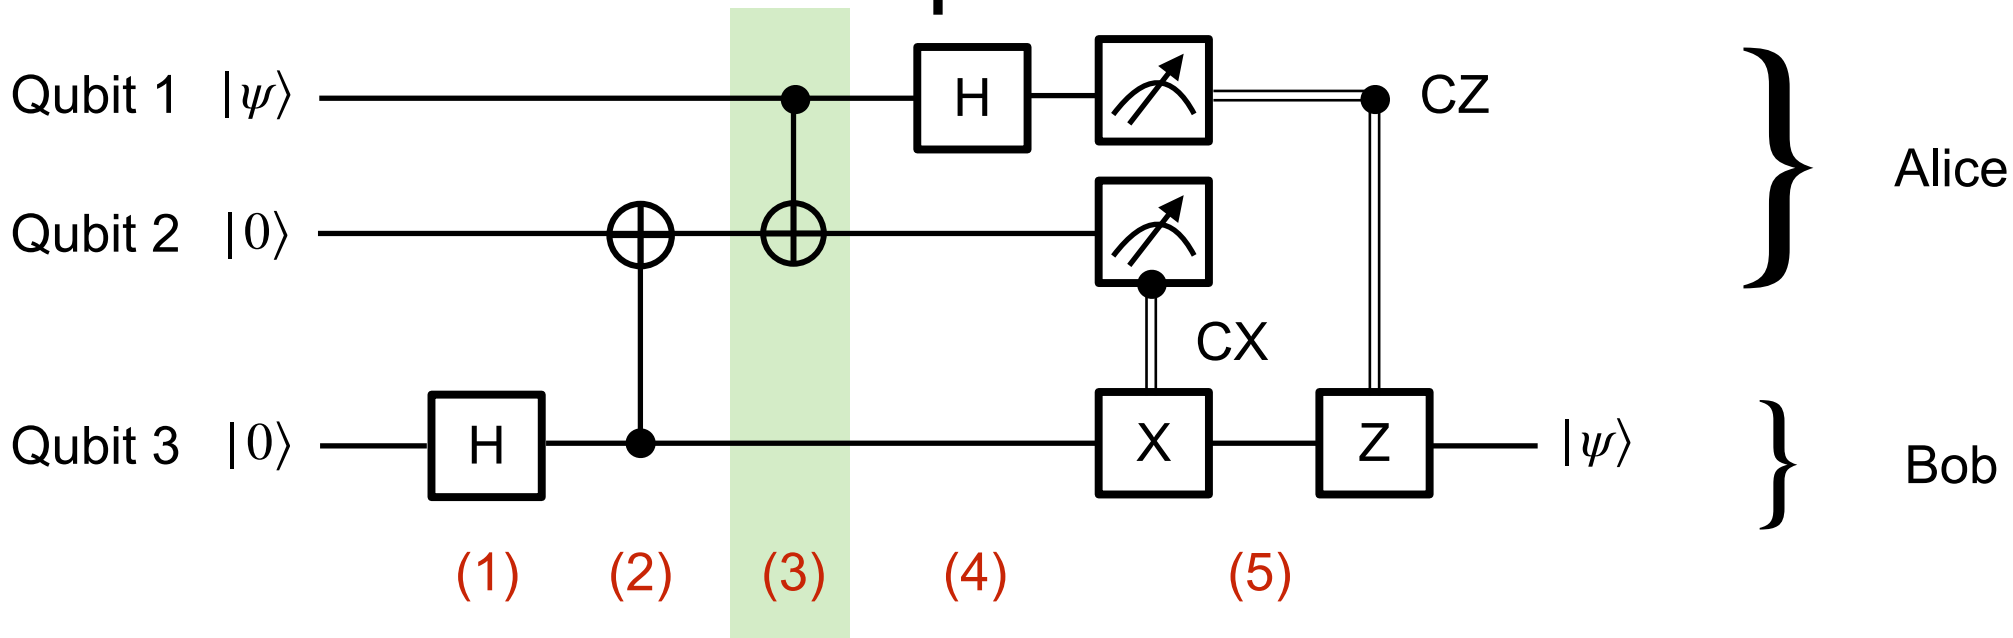 Qubit 1 |ψ⟩ H CZ
Alice
Qubit 2 |0⟩
CX
Qubit 3 |0⟩ H X Z |ψ⟩ Bob
(1) (2) (3) (4) (5)